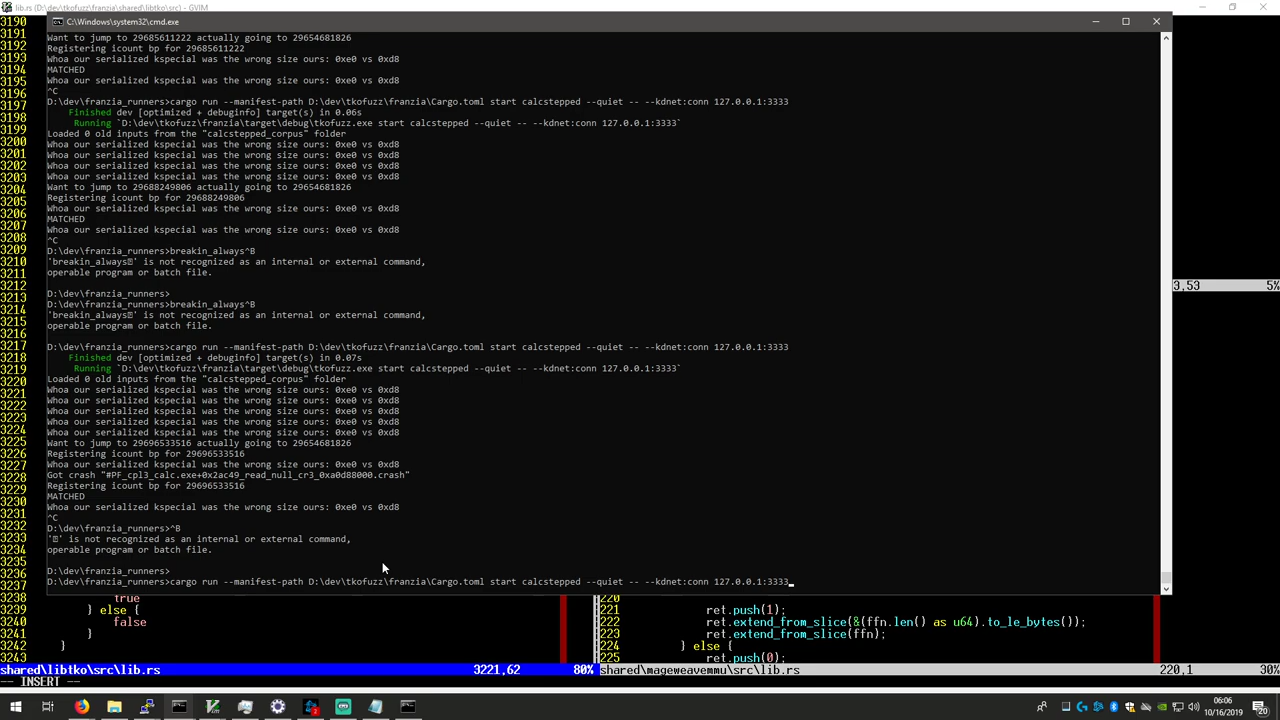 lib.rs (D:\dev\tkofuzz\franzia\shared\libtko\src) - GVIM
C:\Windows\system32\cmd.exe
3190
3191
3192
3193
3194
3195
3196
3197
3198
3199
3200
3201
3202
3203
3204
3205
3206
3207
3208
3209
3210
3211
3212
3213
3214
3215
3216
3217
3218
3219
3220
3221
3222
3223
3224
3225
3226
3227
3228
3229
3230
3231
3232
3233
3234
3235
3236
3237
Want to jump to 29685611222 actually going to 29654681826
Registering icount bp for 29685611222
Whoa our serialized kspecial was the wrong size ours: 0xe0 vs 0xd8
MATCHED
Whoa our serialized kspecial was the wrong size ours: 0xe0 vs 0xd8
^C
D:\dev\franzia_runners>cargo run --manifest-path D:\dev\tkofuzz\franzia\Cargo.toml start calcstepped --quiet -- --kdnet:conn 127.0.0.1:3333
Finished dev [optimized + debuginfo] target(s) in 0.06s
Running `D:\dev\tkofuzz\franzia\target\debug\tkofuzz.exe start calcstepped --quiet -- --kdnet:conn 127.0.0.1:3333`
Loaded 0 old inputs from the "calcstepped_corpus" folder
Whoa our serialized kspecial was the wrong size ours: 0xe0 vs 0xd8
Whoa our serialized kspecial was the wrong size ours: 0xe0 vs 0xd8
Whoa our serialized kspecial was the wrong size ours: 0xe0 vs 0xd8
Whoa our serialized kspecial was the wrong size ours: 0xe0 vs 0xd8
Want to jump to 29688249806 actually going to 29654681826
Registering icount bp for 29688249806
Whoa our serialized kspecial was the wrong size ours: 0xe0 vs 0xd8
MATCHED
Whoa our serialized kspecial was the wrong size ours: 0xe0 vs 0xd8
^C
D:\dev\franzia_runners>breakin_always^B
'breakin_always�' is not recognized as an internal or external command,
operable program or batch file.
D:\dev\franzia_runners>
D:\dev\franzia_runners>breakin_always^B
'breakin_always�' is not recognized as an internal or external command,
operable program or batch file.
D:\dev\franzia_runners>cargo run --manifest-path D:\dev\tkofuzz\franzia\Cargo.toml start calcstepped --quiet -- --kdnet:conn 127.0.0.1:3333
Finished dev [optimized + debuginfo] target(s) in 0.07s
Running `D:\dev\tkofuzz\franzia\target\debug\tkofuzz.exe start calcstepped --quiet -- --kdnet:conn 127.0.0.1:3333`
Loaded 0 old inputs from the "calcstepped_corpus" folder
Whoa our serialized kspecial was the wrong size ours: 0xe0 vs 0xd8
Whoa our serialized kspecial was the wrong size ours: 0xe0 vs 0xd8
Whoa our serialized kspecial was the wrong size ours: 0xe0 vs 0xd8
Whoa our serialized kspecial was the wrong size ours: 0xe0 vs 0xd8
Whoa our serialized kspecial was the wrong size ours: 0xe0 vs 0xd8
Want to jump to 29696533516 actually going to 29654681826
Registering icount bp for 29696533516
Whoa our serialized kspecial was the wrong size ours: 0xe0 vs 0xd8
Got crash "#PF_cpl3_calc.exe+0x2ac49_read_null_cr3_0xa0d88000.crash"
Registering icount bp for 29696533516
MATCHED
Whoa our serialized kspecial was the wrong size ours: 0xe0 vs 0xd8
^C
D:\dev\franzia_runners>^B
'�' is not recognized as an internal or external command,
operable program or batch file.
D:\dev\franzia_runners>
D:\dev\franzia_runners>cargo run --manifest-path D:\dev\tkofuzz\franzia\Cargo.toml start calcstepped --quiet -- --kdnet:conn 127.0.0.1:3333
3,53 5%
3238 true
3239 } else {
3240 false
3241 }
3242 }
3243
220
221 ret.push(1);
222 ret.extend_from_slice(&(ffn.len() as u64).to_le_bytes());
223 ret.extend_from_slice(ffn);
224 } else {
225 ret.push(0);
shared\libtko\src\lib.rs 3221,62 80%
shared\mageweavemmu\src\lib.rs 220,1 30%
-- INSERT --
06:06
10/16/2019
20